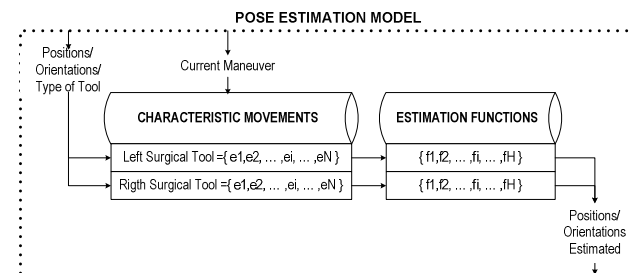 POSE ESTIMATION MODEL
Positions/
Orientations/
Type of Tool
Current Maneuver
CHARACTERISTIC MOVEMENTS
ESTIMATION FUNCTIONS
Left Surgical Tool ={ e1,e2, ... ,ei, ... ,eN }
{ f1,f2, ... ,fi, ... ,fH }
Rigth Surgical Tool ={ e1,e2, ... ,ei, ... ,eN }
{ f1,f2, ... ,fi, ... ,fH }
Positions/
Orientations
Estimated